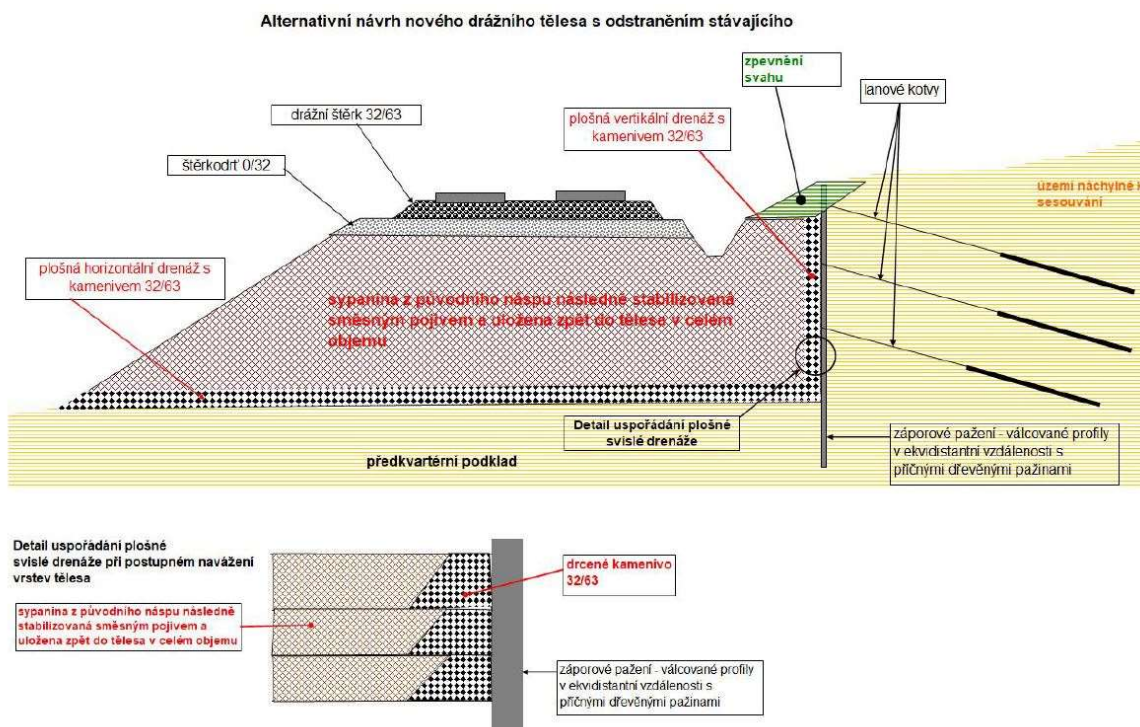 Alternativní návrh nového drážního tělesa s odstraněním stávajícího
zpevnění
svahu
lanové kotvy
drážní štěrk 32/63
plošná vertikální drenáž s
kamenivem 32/63
štěrkodrť 0/32
území náchylné k
sesouvání
plošná horizontální drenáž s
kamenivem 32/63
sypanina z původního náspu následně stabilizovaná
směsným pojivem a uložena zpět do tělesa v celém
objemu
Detail uspořádání plošné
svislé drenáže
záporové pažení - válcované profily
v ekvidistantní vzdálenosti s
příčnými dřevěnými pažinami
předkvartérní podklad
Detail uspořádání plošné
svislé drenáže při postupném navážení
vrstev tělesa
drcené kamenivo
32/63
sypanina z původního náspu následně
stabilizovaná směsným pojivem a
uložena zpět do tělesa v celém objemu
záporové pažení - válcované profily
v ekvidistantní vzdálenosti s
příčnými dřevěnými pažinami